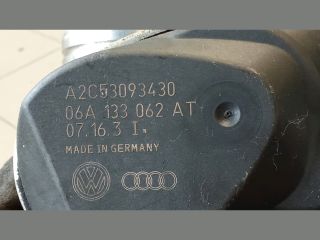 A2C53093430
06A 133 062 AT
07.16.3 I.
MADE IN GERMANY